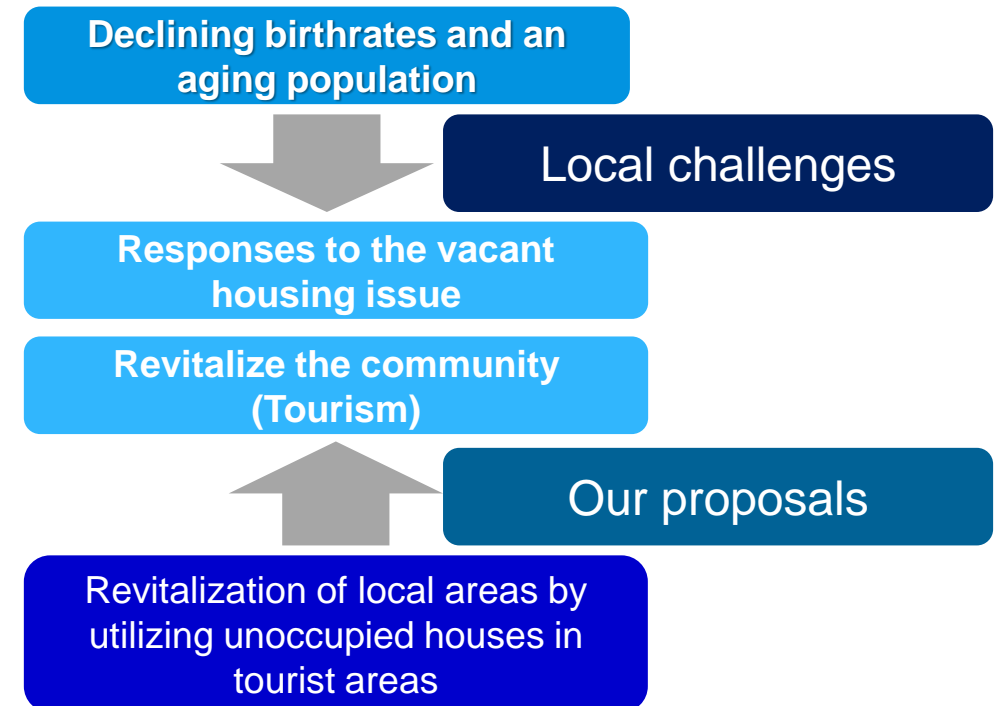 Declining birthrates and an
aging population
Local challenges
Responses to the vacant
housing issue
Revitalize the community
(Tourism)
Our proposals
Revitalization of local areas by
utilizing unoccupied houses in
tourist areas